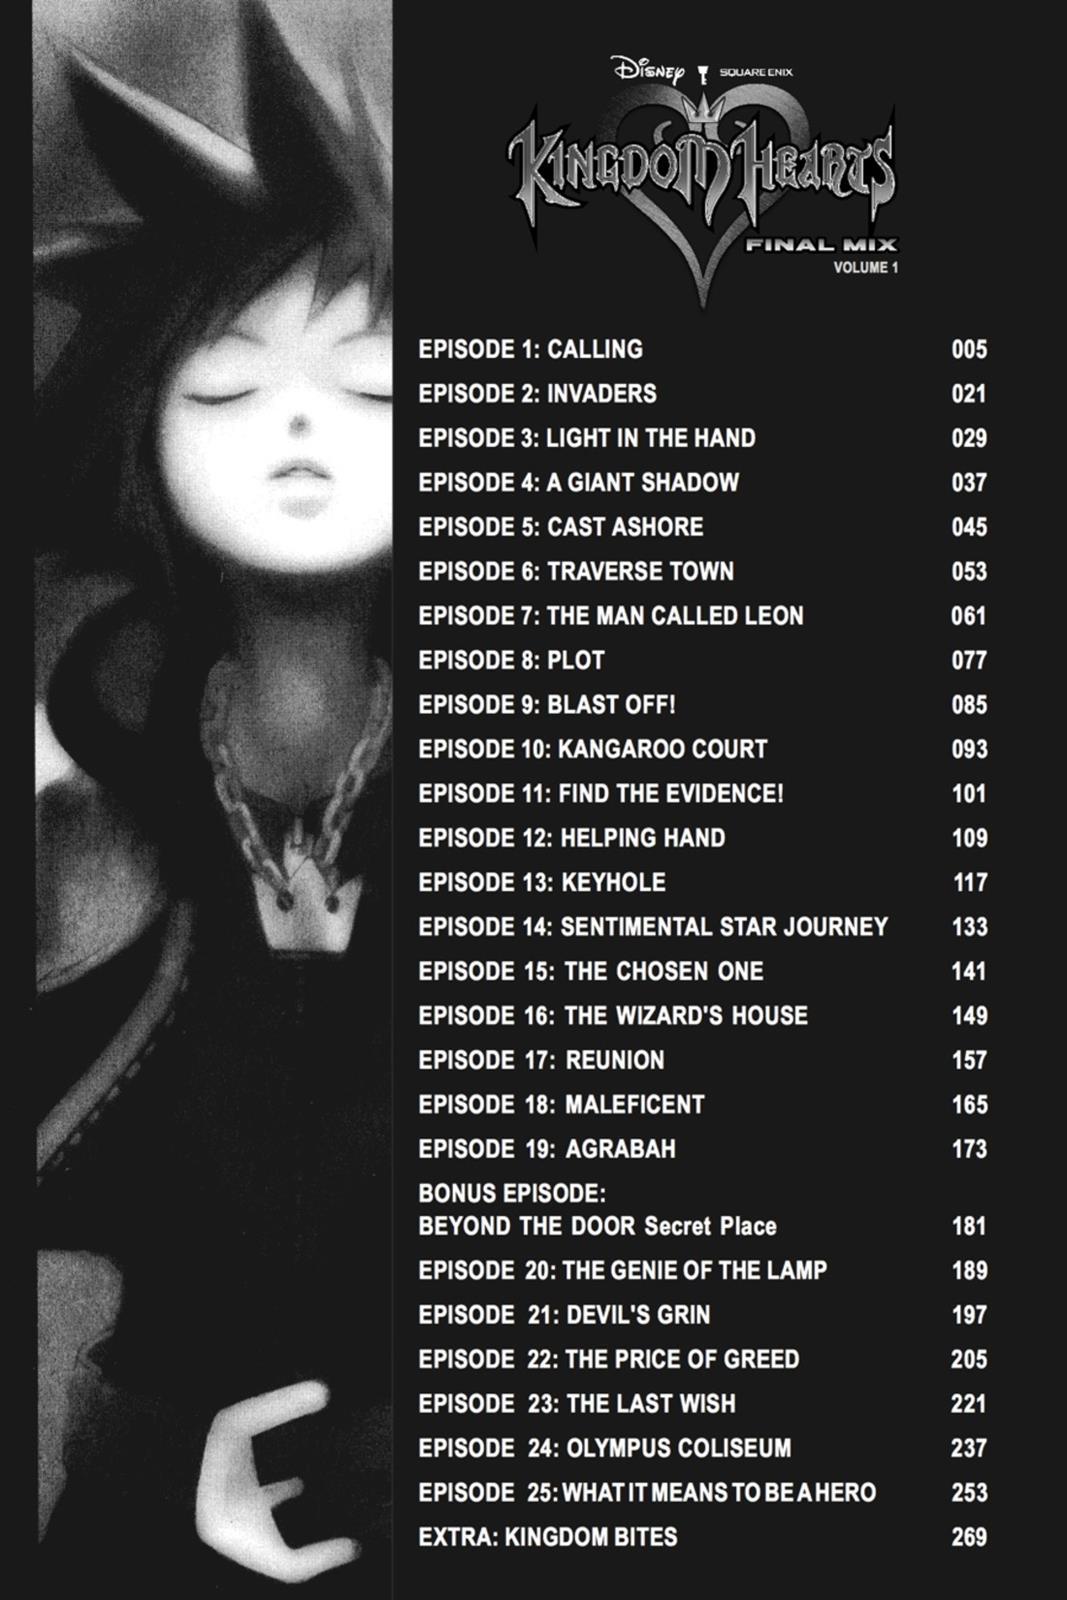 Disney SQUARE ENIX
KINGDOM HEARTS
FINAL MIX
VOLUME 1
EPISODE 1: CALLING 005
EPISODE 2: INVADERS 021
EPISODE 3: LIGHT IN THE HAND 029
EPISODE 4: A GIANT SHADOW 037
EPISODE 5: CAST ASHORE 045
EPISODE 6: TRAVERSE TOWN 053
EPISODE 7: THE MAN CALLED LEON 061
EPISODE 8: PLOT 077
EPISODE 9: BLAST OFF! 085
EPISODE 10: KANGAROO COURT 093
EPISODE 11: FIND THE EVIDENCE! 101
EPISODE 12: HELPING HAND 109
EPISODE 13: KEYHOLE 117
EPISODE 14: SENTIMENTAL STAR JOURNEY 133
EPISODE 15: THE CHOSEN ONE 141
EPISODE 16: THE WIZARD'S HOUSE 149
EPISODE 17: REUNION 157
EPISODE 18: MALEFICENT 165
EPISODE 19: AGRABAH 173
BONUS EPISODE:
BEYOND THE DOOR Secret Place 181
EPISODE 20: THE GENIE OF THE LAMP 189
EPISODE 21: DEVIL'S GRIN 197
EPISODE 22: THE PRICE OF GREED 205
EPISODE 23: THE LAST WISH 221
EPISODE 24: OLYMPUS COLISEUM 237
EPISODE 25: WHAT IT MEANS TO BE A HERO 253
EXTRA: KINGDOM BITES 269